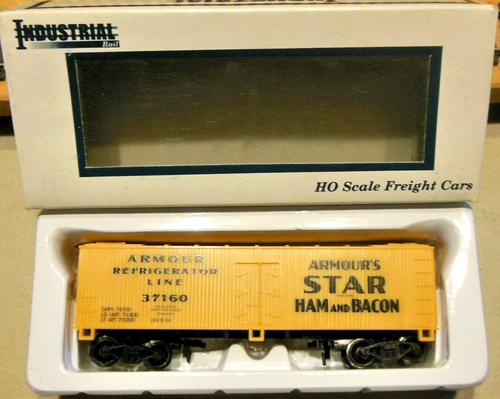 INDUSTRIAL
Rail
HO Scale Freight Cars
ARMOUR
REFRIGERATOR
LINE
37160
ARMOUR'S
STAR
HAM AND BACON